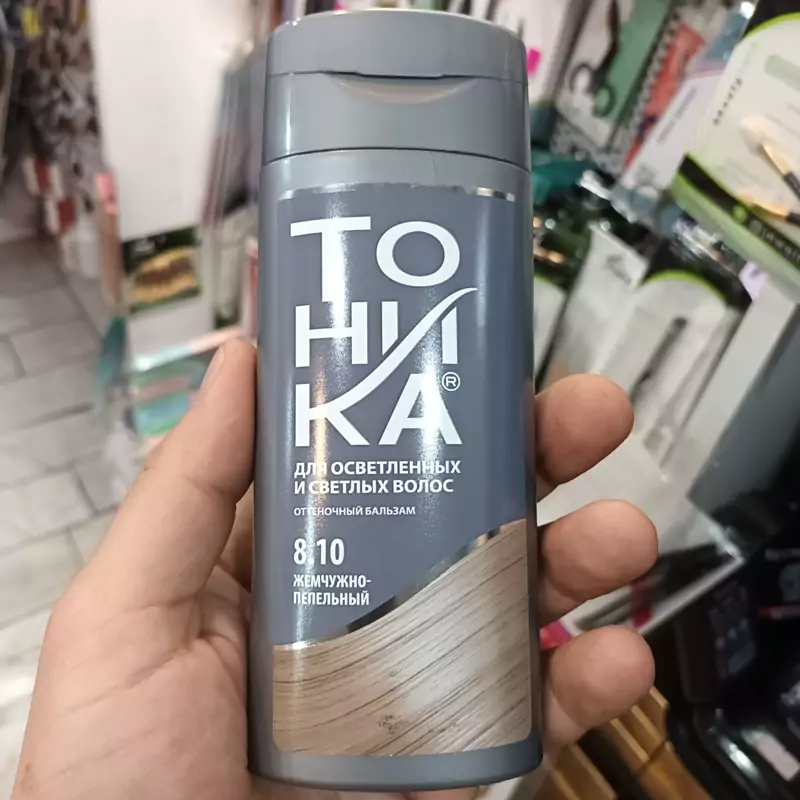 ТО
НИ
КА®
ДЛЯ ОСВЕТЛЕННЫХ
И СВЕТЛЫХ ВОЛОС
ОТТЕНОЧНЫЙ БАЛЬЗАМ
8.10
ЖЕМЧУЖНО-
ПЕПЕЛЬНЫЙ